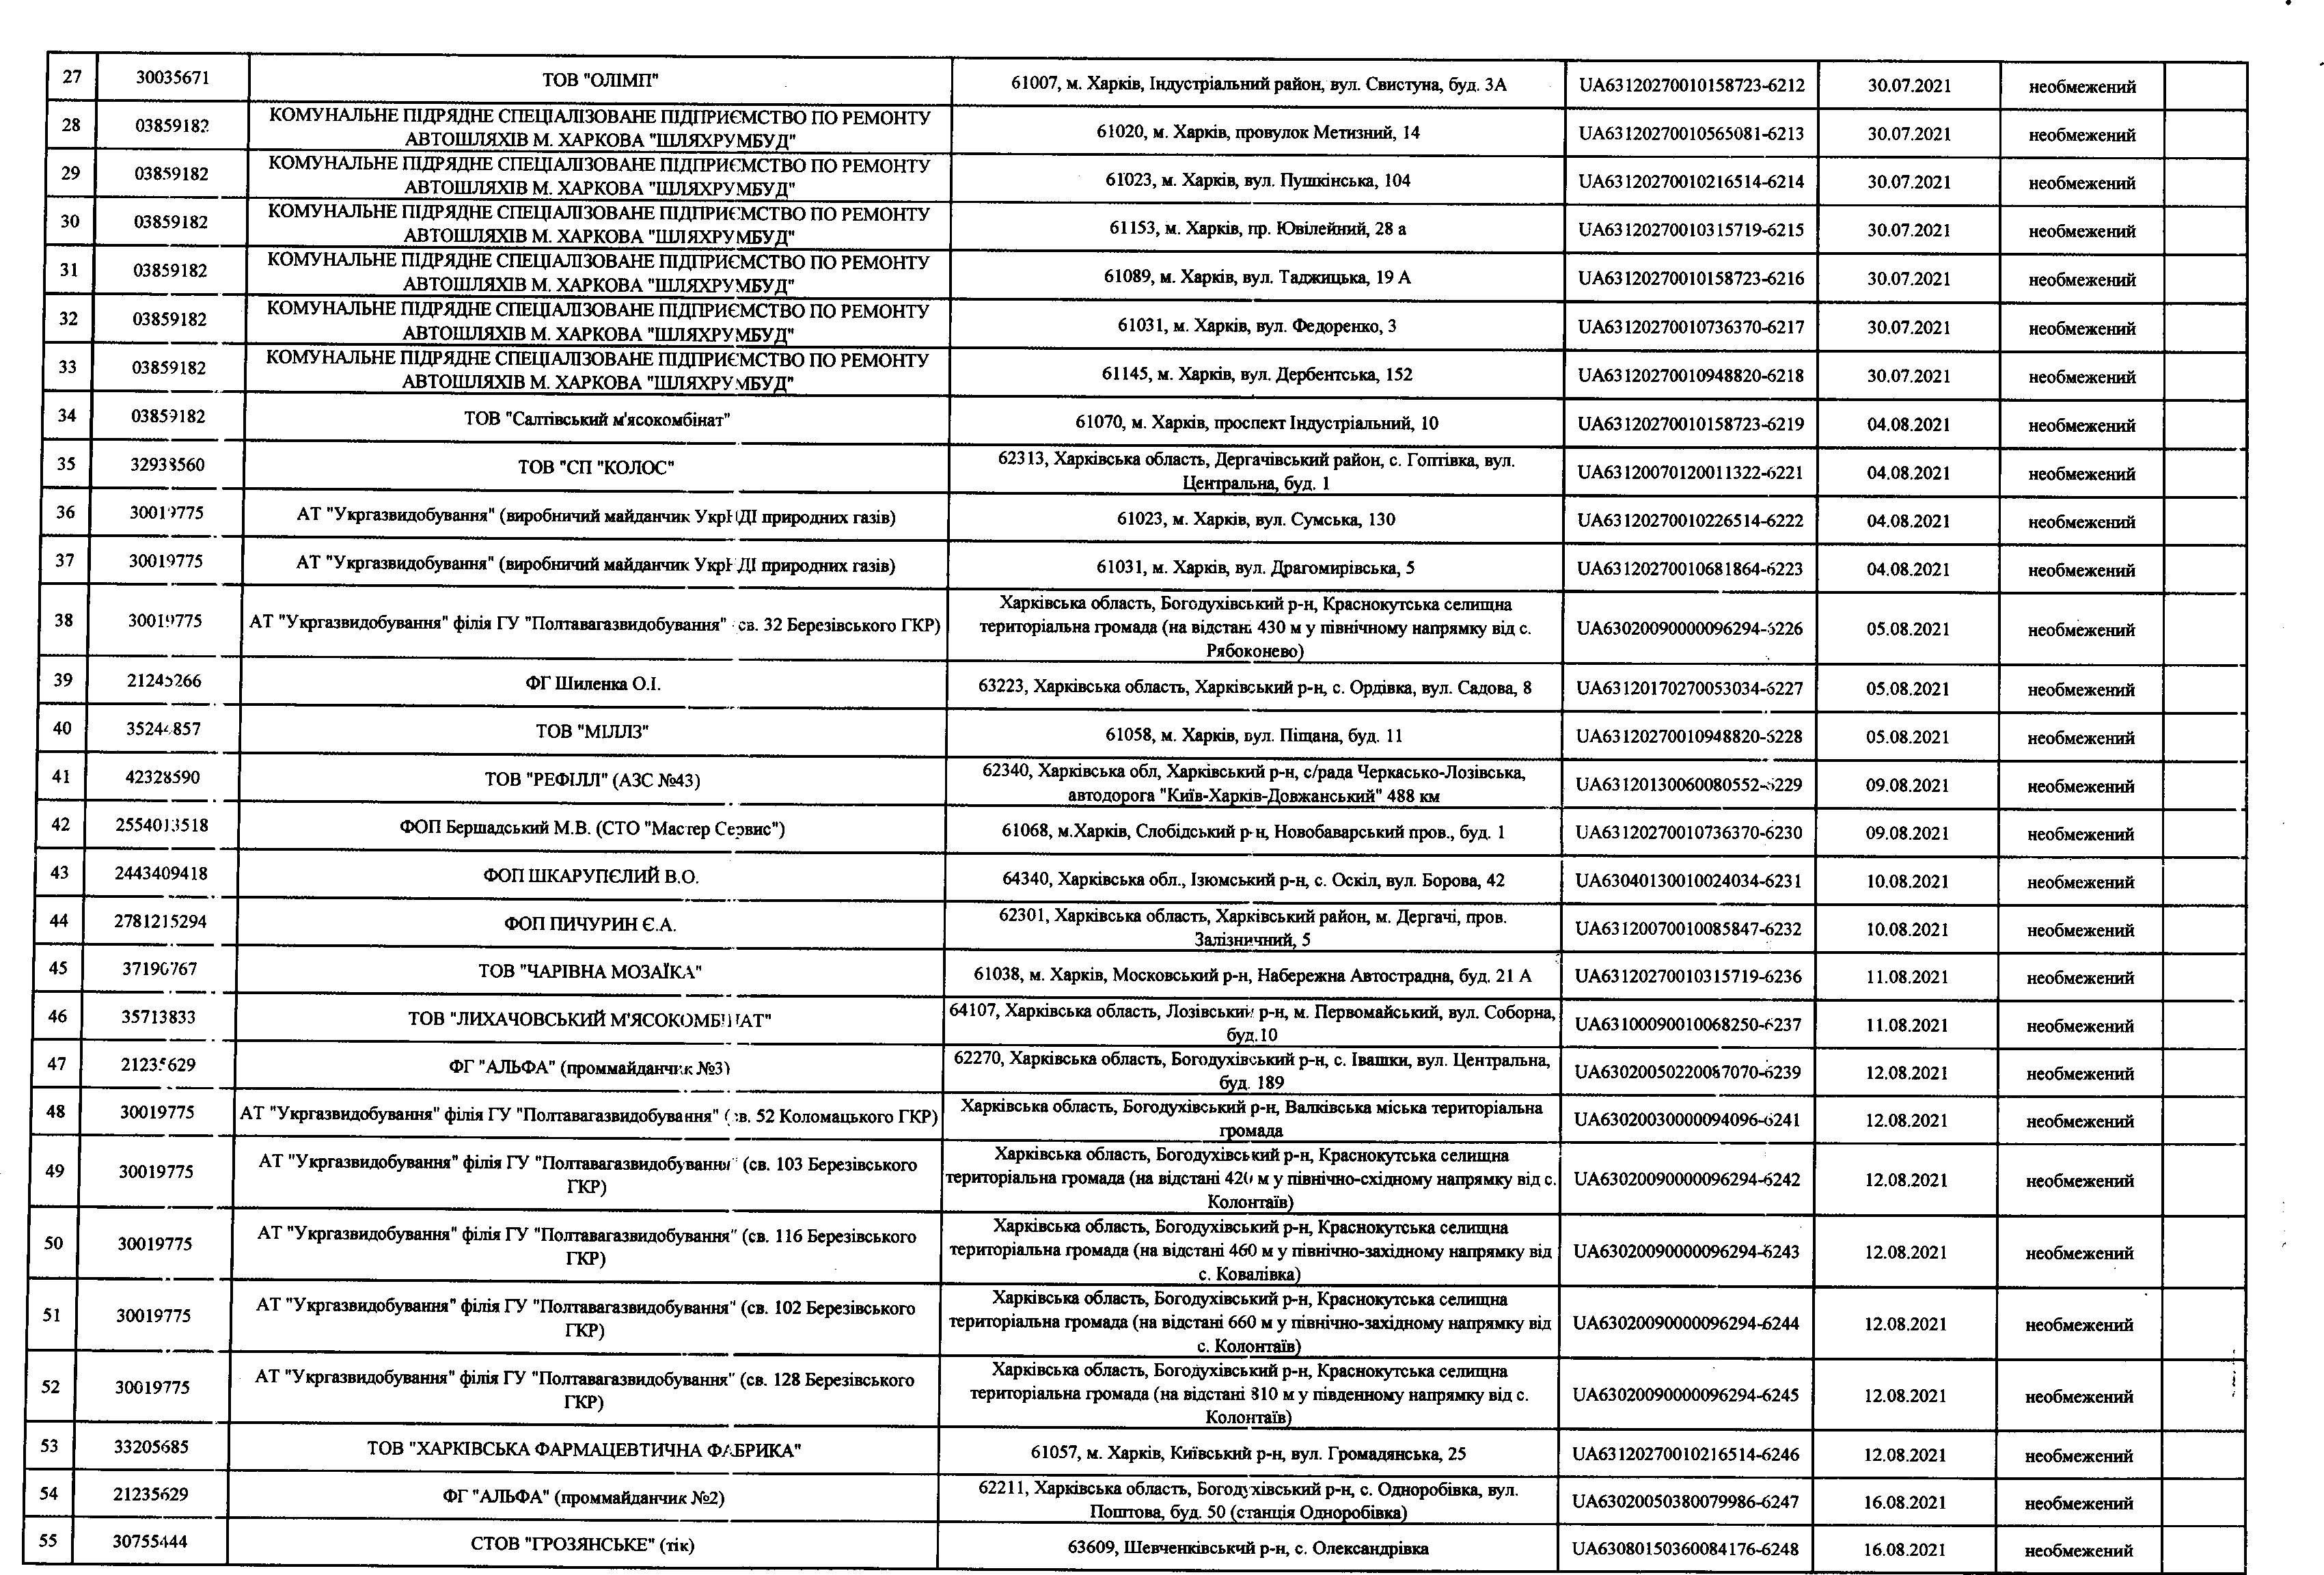 27 30035671 ТОВ "ОЛІМП" 61007, м. Харків, Індустріальний район, вул. Свистуна, буд. 3А UA63120270010158723-6212 30.07.2021 необмежений
28 03859182 КОМУНАЛЬНЕ ПІДРЯДНЕ СПЕЦІАЛІЗОВАНЕ ПІДПРИЄМСТВО ПО РЕМОНТУ
АВТОШЛЯХІВ М. ХАРКОВА "ШЛЯХРУМБУД" 61020, м. Харків, провулок Метизний, 14 UA63120270010565081-6213 30.07.2021 необмежений
29 03859182 КОМУНАЛЬНЕ ПІДРЯДНЕ СПЕЦІАЛІЗОВАНЕ ПІДПРИЄМСТВО ПО РЕМОНТУ
АВТОШЛЯХІВ М. ХАРКОВА "ШЛЯХРУМБУД" 61023, м. Харків, вул. Пушкінська, 104 UA63120270010216514-6214 30.07.2021 необмежений
30 03859182 КОМУНАЛЬНЕ ПІДРЯДНЕ СПЕЦІАЛІЗОВАНЕ ПІДПРИЄМСТВО ПО РЕМОНТУ
АВТОШЛЯХІВ М. ХАРКОВА "ШЛЯХРУМБУД" 61153, м. Харків, пр. Ювілейний, 28 а UA63120270010315719-6215 30.07.2021 необмежений
31 03859182 КОМУНАЛЬНЕ ПІДРЯДНЕ СПЕЦІАЛІЗОВАНЕ ПІДПРИЄМСТВО ПО РЕМОНТУ
АВТОШЛЯХІВ М. ХАРКОВА "ШЛЯХРУМБУД" 61089, м. Харків, вул. Таджицька, 19 А UA63120270010158723-6216 30.07.2021 необмежений
32 03859182 КОМУНАЛЬНЕ ПІДРЯДНЕ СПЕЦІАЛІЗОВАНЕ ПІДПРИЄМСТВО ПО РЕМОНТУ
АВТОШЛЯХІВ М. ХАРКОВА "ШЛЯХРУМБУД" 61031, м. Харків, вул. Федоренко, 3 UA63120270010736370-6217 30.07.2021 необмежений
33 03859182 КОМУНАЛЬНЕ ПІДРЯДНЕ СПЕЦІАЛІЗОВАНЕ ПІДПРИЄМСТВО ПО РЕМОНТУ
АВТОШЛЯХІВ М. ХАРКОВА "ШЛЯХРУМБУД" 61145, м. Харків, вул. Дербентська, 152 UA63120270010948820-6218 30.07.2021 необмежений
34 03859182 ТОВ "Салтівський м'ясокомбінат" 61070, м. Харків, проспект Індустріальний, 10 UA63120270010158723-6219 04.08.2021 необмежений
35 32938560 ТОВ "СП "КОЛОС" 62313, Харківська область, Дергачівський район, с. Гоптівка, вул.
Центральна, буд. 1 UA63120070120011322-6221 04.08.2021 необмежений
36 30019775 АТ "Укргазвидобування" (виробничий майданчик УкрНДІ природних газів) 61023, м. Харків, вул. Сумська, 130 UA63120270010226514-6222 04.08.2021 необмежений
37 30019775 АТ "Укргазвидобування" (виробничий майданчик УкрНДІ природних газів) 61031, м. Харків, вул. Драгомирівська, 5 UA63120270010681864-6223 04.08.2021 необмежений
38 30019775 АТ "Укргазвидобування" філія ГУ "Полтавагазвидобування" св. 32 Березівського ГКР) Харківська область, Богодухівський р-н, Краснокутська селищна
територіальна громада (на відстані 430 м у північному напрямку від с.
Рябоконево) UA63020090000096294-6226 05.08.2021 необмежений
39 21245266 ФГ Шиленка О.І. 63223, Харківська область, Харківський р-н, с. Ордівка, вул. Садова, 8 UA63120170270053034-6227 05.08.2021 необмежений
40 35244857 ТОВ "МІЛЛЗ" 61058, м. Харків, вул. Піщана, буд. 11 UA63120270010948820-6228 05.08.2021 необмежений
41 42328590 ТОВ "РЕФІЛЛ" (АЗС №43) 62340, Харківська обл, Харківський р-н, с/рада Черкасько-Лозівська,
автодорога "Київ-Харків-Довжанський" 488 км UA63120130060080552-6229 09.08.2021 необмежений
42 2554013518 ФОП Бершадський М.В. (СТО "Мастер Сервис") 61068, м.Харків, Слобідський р-н, Новобаварський пров., буд. 1 UA63120270010736370-6230 09.08.2021 необмежений
43 2443409418 ФОП ШКАРУПЄЛИЙ В.О. 64340, Харківська обл., Ізюмський р-н, с. Оскіл, вул. Борова, 42 UA63040130010024034-6231 10.08.2021 необмежений
44 2781215294 ФОП ПИЧУРИН Є.А. 62301, Харківська область, Харківський район, м. Дергачі, пров.
Залізничний, 5 UA63120070010085847-6232 10.08.2021 необмежений
45 37190767 ТОВ "ЧАРІВНА МОЗАЇКА" 61038, м. Харків, Московський р-н, Набережна Автострадна, буд. 21 А UA63120270010315719-6236 11.08.2021 необмежений
46 35713833 ТОВ "ЛИХАЧОВСЬКИЙ М'ЯСОКОМБІНАТ" 64107, Харківська область, Лозівський р-н, м. Первомайський, вул. Соборна,
буд.10 UA63100090010068250-6237 11.08.2021 необмежений
47 21235629 ФГ "АЛЬФА" (проммайданчик №3) 62270, Харківська область, Богодухівський р-н, с. Івашки, вул. Центральна,
буд. 189 UA63020050220087070-6239 12.08.2021 необмежений
48 30019775 АТ "Укргазвидобування" філія ГУ "Полтавагазвидобування" (св. 52 Коломацького ГКР) Харківська область, Богодухівський р-н, Валківська міська територіальна
громада UA63020030000094096-6241 12.08.2021 необмежений
49 30019775 АТ "Укргазвидобування" філія ГУ "Полтавагазвидобування" (св. 103 Березівського
ГКР) Харківська область, Богодухівський р-н, Краснокутська селищна
територіальна громада (на відстані 420 м у північно-східному напрямку від с.
Колонтаїв) UA63020090000096294-6242 12.08.2021 необмежений
50 30019775 АТ "Укргазвидобування" філія ГУ "Полтавагазвидобування" (св. 116 Березівського
ГКР) Харківська область, Богодухівський р-н, Краснокутська селищна
територіальна громада (на відстані 460 м у північно-західному напрямку від
с. Ковалівка) UA63020090000096294-6243 12.08.2021 необмежений
51 30019775 АТ "Укргазвидобування" філія ГУ "Полтавагазвидобування" (св. 102 Березівського
ГКР) Харківська область, Богодухівський р-н, Краснокутська селищна
територіальна громада (на відстані 660 м у північно-західному напрямку від
с. Колонтаїв) UA63020090000096294-6244 12.08.2021 необмежений
52 30019775 АТ "Укргазвидобування" філія ГУ "Полтавагазвидобування" (св. 128 Березівського
ГКР) Харківська область, Богодухівський р-н, Краснокутська селищна
територіальна громада (на відстані 810 м у південному напрямку від с.
Колонтаїв) UA63020090000096294-6245 12.08.2021 необмежений
53 33205685 ТОВ "ХАРКІВСЬКА ФАРМАЦЕВТИЧНА ФАБРИКА" 61057, м. Харків, Київський р-н, вул. Громадянська, 25 UA63120270010216514-6246 12.08.2021 необмежений
54 21235629 ФГ "АЛЬФА" (проммайданчик №2) 62211, Харківська область, Богодухівський р-н, с. Одноробівка, вул.
Поштова, буд. 50 (станція Одноробівка) UA63020050380079986-6247 16.08.2021 необмежений
55 30755444 СТОВ "ГРОЗЯНСЬКЕ" (тік) 63609, Шевченківський р-н, с. Олександрівка UA63080150360084176-6248 16.08.2021 необмежений